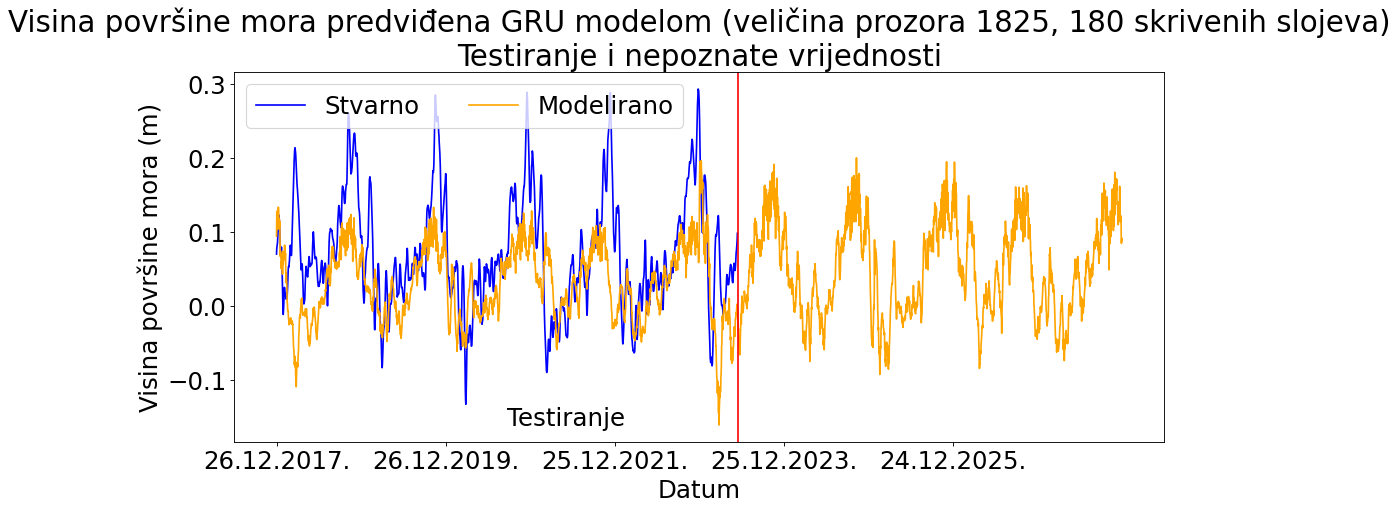 Visina površine mora predviđena GRU modelom (veličina prozora 1825, 180 skrivenih slojeva)
Testiranje i nepoznate vrijednosti
Stvarno
Modelirano
0.3
0.2
0.1
0.0
−0.1
Visina površine mora (m)
Testiranje
26.12.2017.
26.12.2019.
25.12.2021.
25.12.2023.
24.12.2025.
Datum